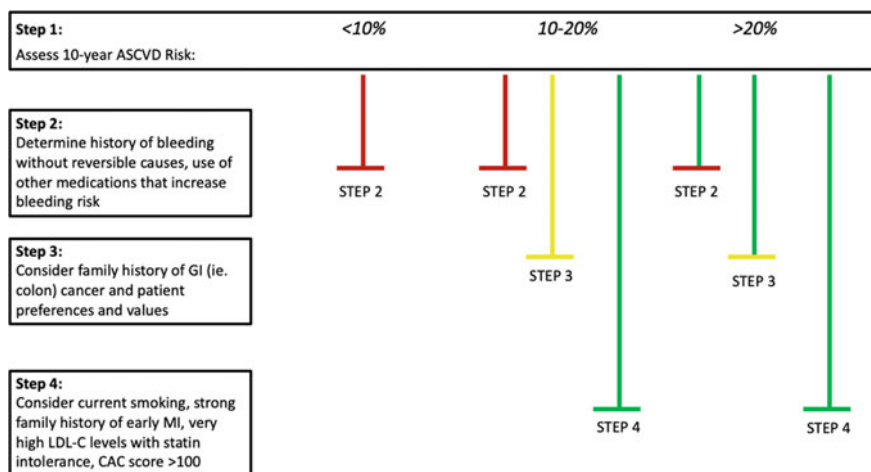 Step 1:
<10%
10-20%
>20%
Assess 10-year ASCVD Risk:
Step 2:
Determine history of bleeding
without reversible causes, use of
other medications that increase
bleeding risk
STEP 2
STEP 2
STEP 2
Step 3:
Consider family history of GI (ie.
colon) cancer and patient
preferences and values
STEP 3
STEP 3
Step 4:
Consider current smoking, strong
family history of early MI, very
high LDL-C levels with statin
intolerance, CAC score >100
STEP 4
STEP 4